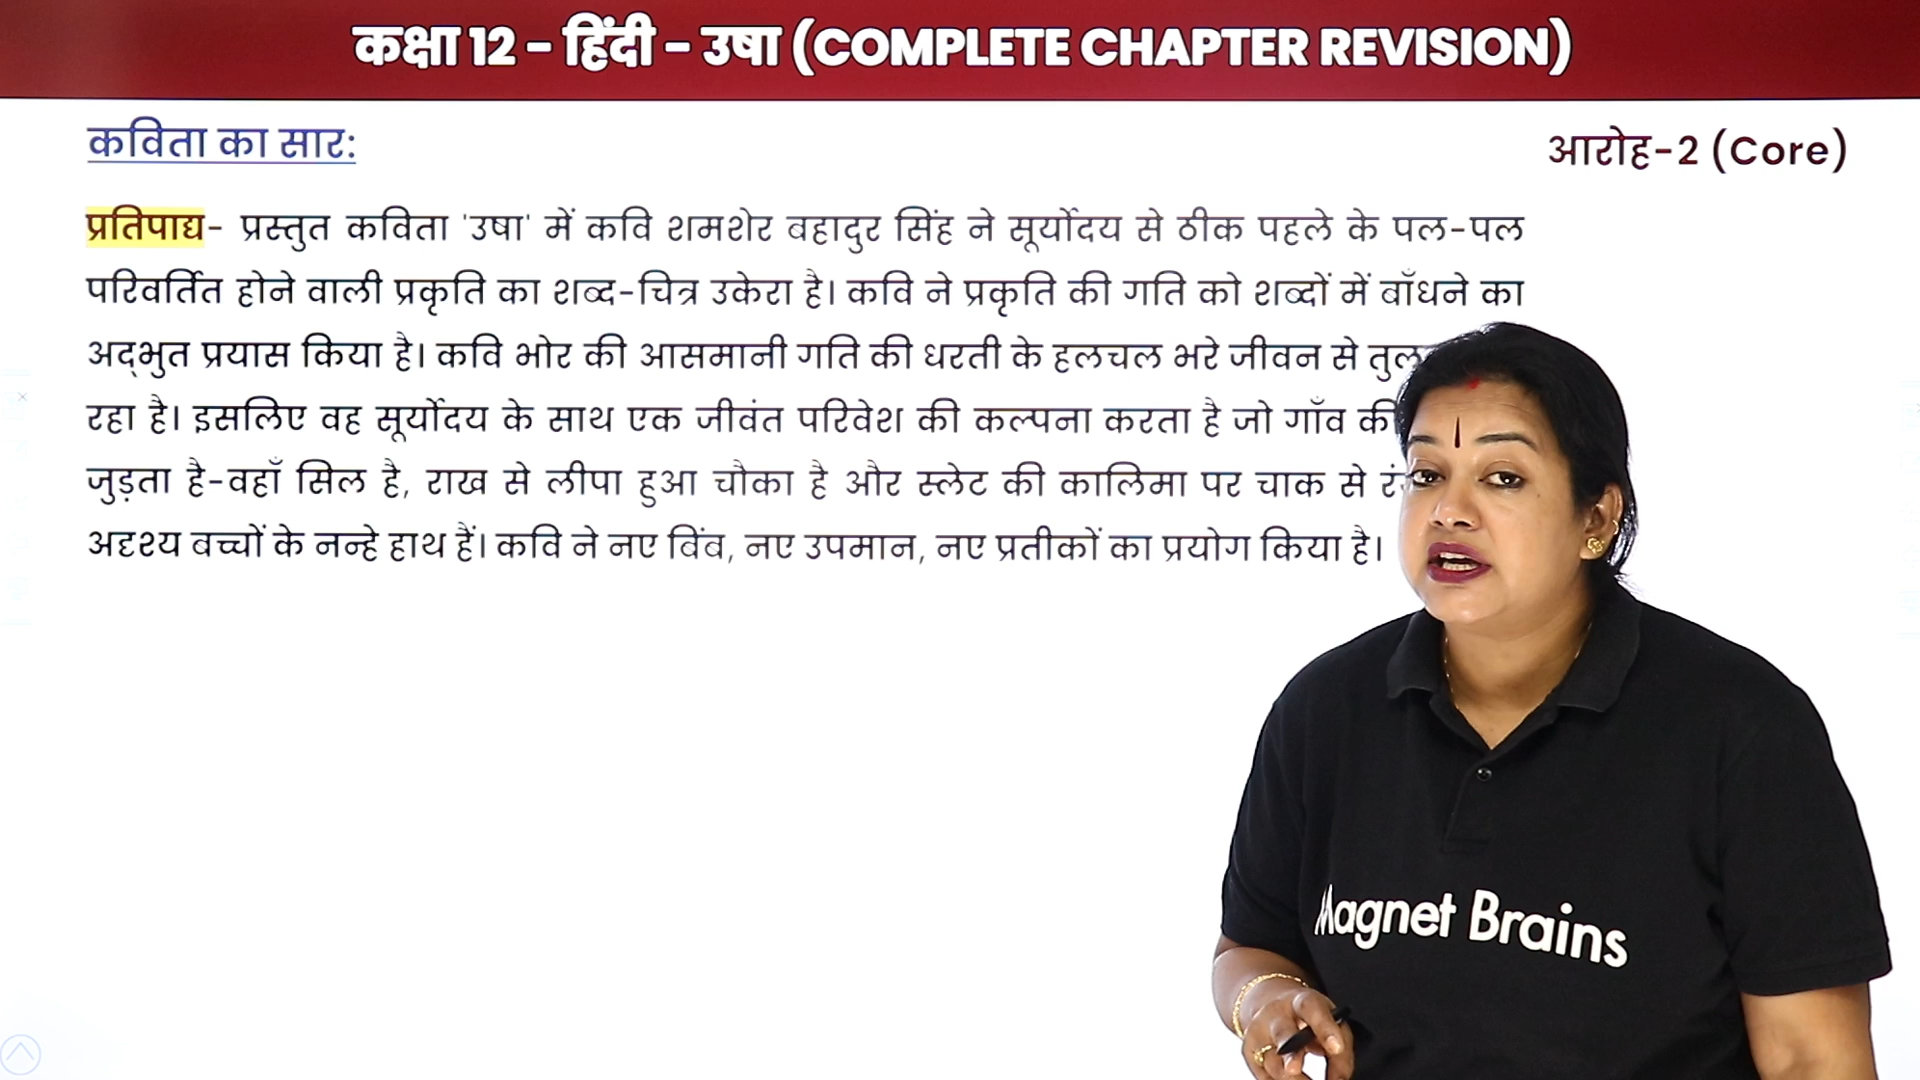 कक्षा 12 - हिंदी - उषा (COMPLETE CHAPTER REVISION)
कविता का सार:
आरोह-2 (Core)
प्रतिपाद्य- प्रस्तुत कविता 'उषा' में कवि शमशेर बहादुर सिंह ने सूर्योदय से ठीक पहले के पल-पल
परिवर्तित होने वाली प्रकृति का शब्द-चित्र उकेरा है। कवि ने प्रकृति की गति को शब्दों में बाँधने का
अद्भुत प्रयास किया है। कवि भोर की आसमानी गति की धरती के हलचल भरे जीवन से
रहा है। इसलिए वह सूर्योदय के साथ एक जीवंत परिवेश की कल्पना करता है जो गाँव की
जुड़ता है-वहाँ सिल है, राख से लीपा हुआ चौका है और स्लेट की कालिमा पर चाक से
अदृश्य बच्चों के नन्हे हाथ हैं। कवि ने नए बिंब, नए उपमान, नए प्रतीकों का प्रयोग किया है।
Magnet Brains